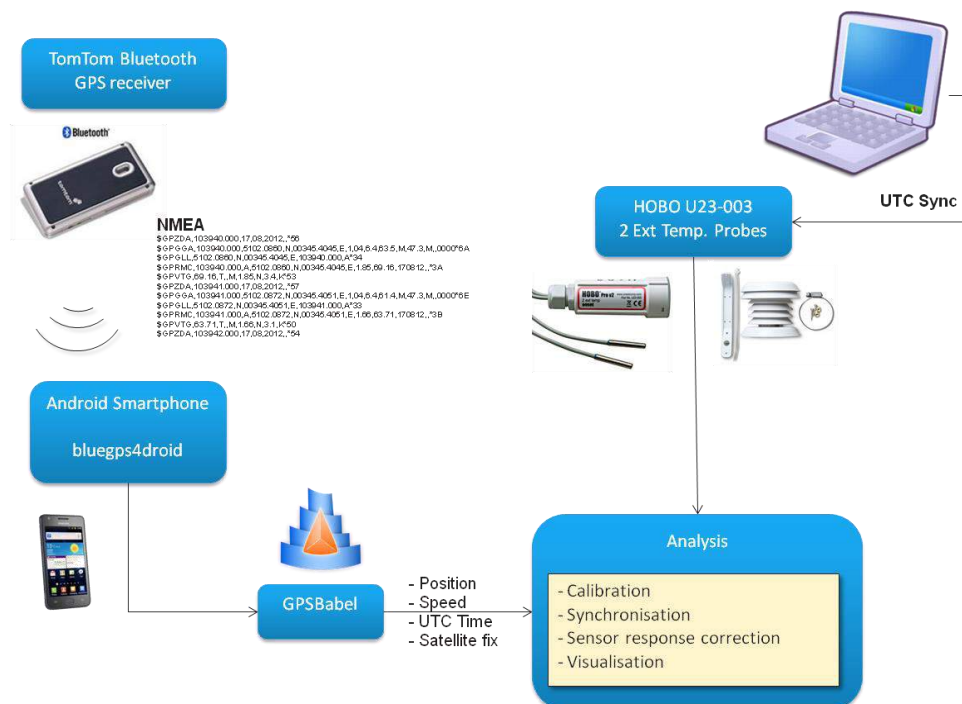 TomTom Bluetooth
GPS receiver
Bluetooth®
tomtom
NMEA
$GPZDA,103940.000,17,08,2012,,*56
$GPGGA,103940.000,5102.0860,N,00345.4045,E,1,04,6.4,63.5,M,47.3,M,,0000*6A
$GPGLL,5102.0860,N,00345.4045,E,103940.000,A*34
$GPRMC,103940.000,A,5102.0860,N,00345.4045,E,1.85,69.16,170812,,*3A
$GPVTG,69.16,T,,M,1.85,N,3.4,K*53
$GPZDA,103941.000,17,08,2012,,*57
$GPGGA,103941.000,5102.0872,N,00345.4051,E,1,04,6.4,61.4,M,47.3,M,,0000*6E
$GPGLL,5102.0872,N,00345.4051,E,103941.000,A*33
$GPRMC,103941.000,A,5102.0872,N,00345.4051,E,1.66,63.71,170812,,*3B
$GPVTG,63.71,T,,M,1.66,N,3.1,K*50
$GPZDA,103942.000,17,08,2012,,*54
UTC Sync
HOBO U23-003
2 Ext Temp. Probes
HOBO® Pro v2
Android Smartphone
bluegps4droid
GPSBabel
- Position
- Speed
- UTC Time
- Satellite fix
Analysis
- Calibration
- Synchronisation
- Sensor response correction
- Visualisation